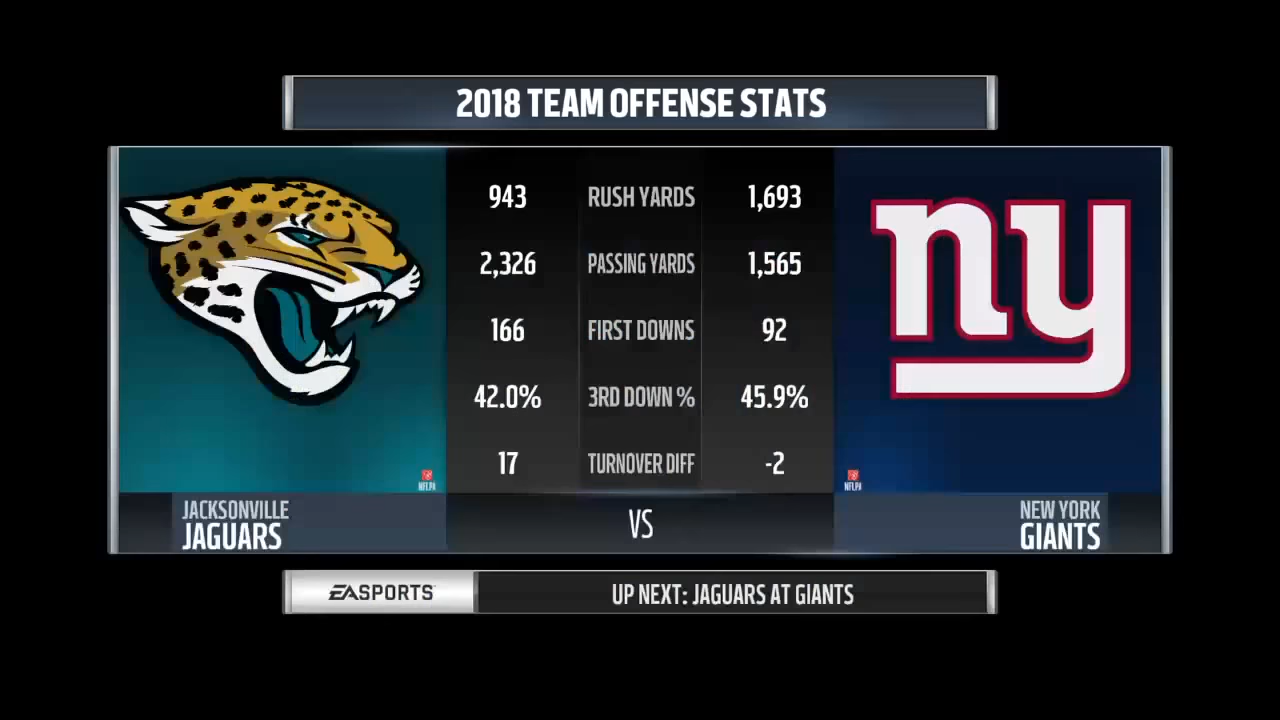 2018 TEAM OFFENSE STATS
943 RUSH YARDS 1,693
2,326 PASSING YARDS 1,565
166 FIRST DOWNS 92
42.0% 3RD DOWN % 45.9%
17 TURNOVER DIFF -2
ny
NFLPA
NFLPA
JACKSONVILLE
JAGUARS
VS
NEW YORK
GIANTS
EA SPORTS
UP NEXT: JAGUARS AT GIANTS